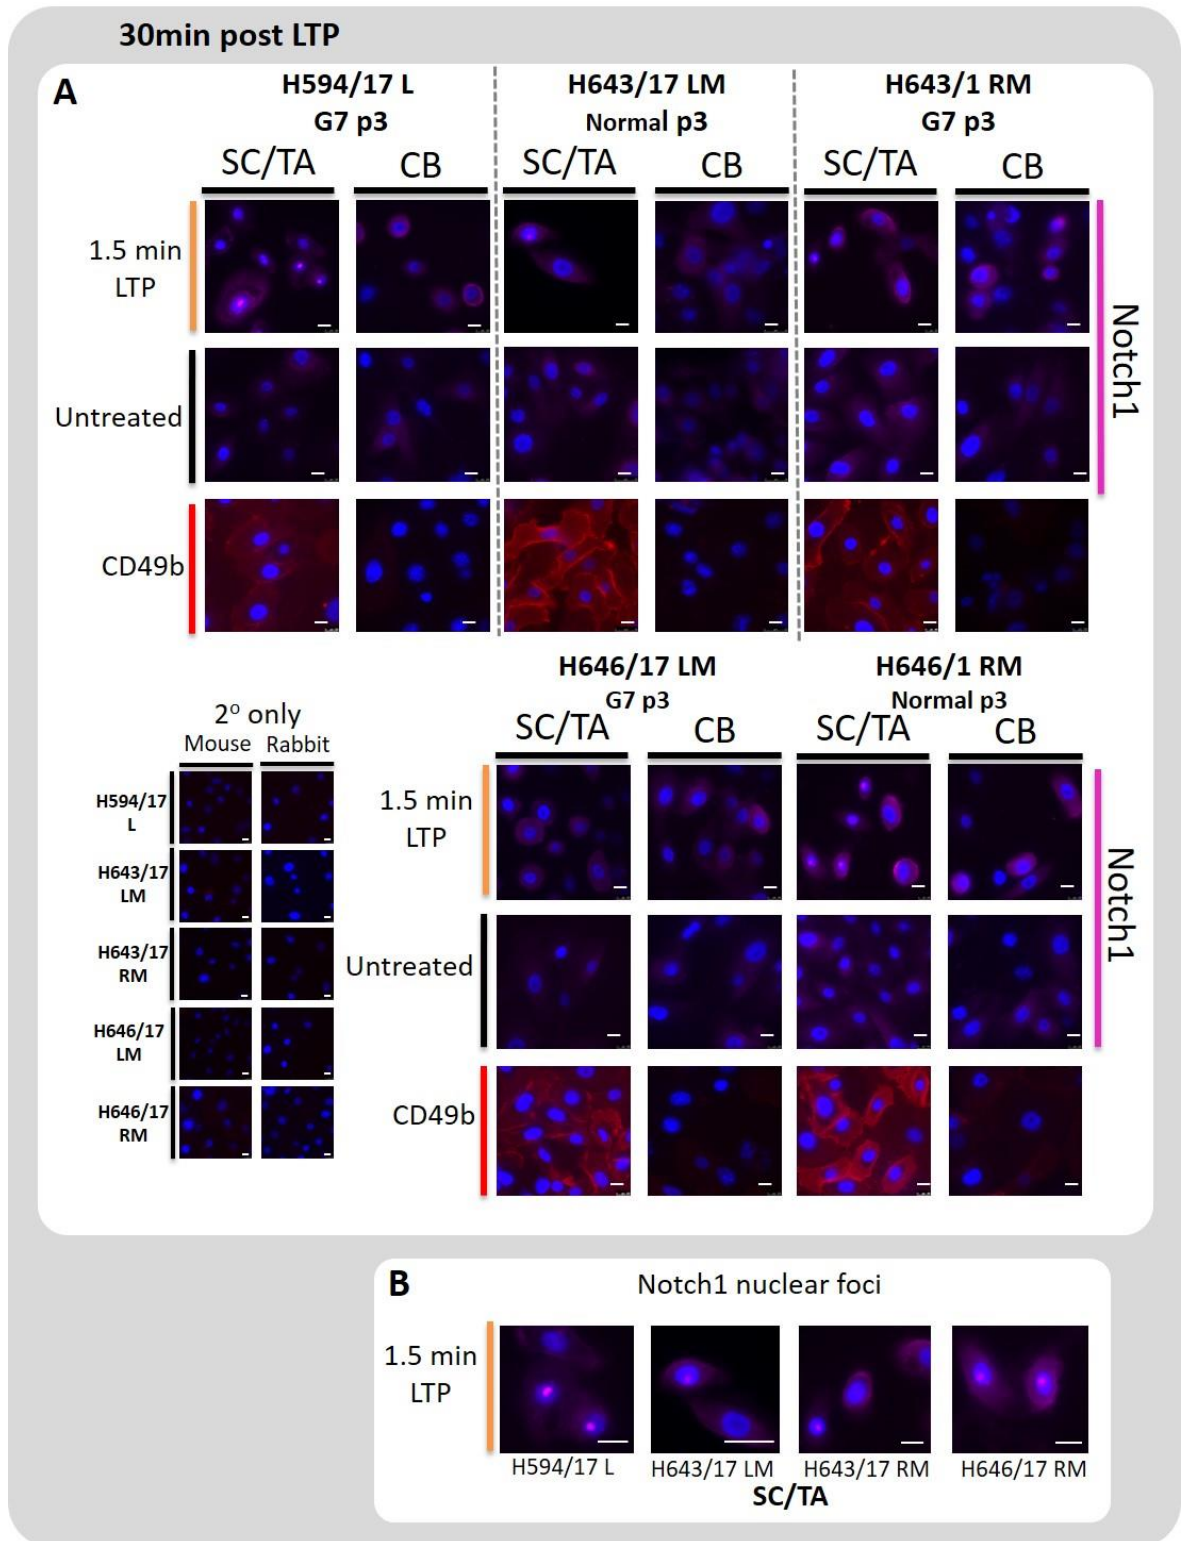 30min post LTP
A
H594/17 L
G7 p3
H643/17 LM
Normal p3
H643/1 RM
G7 p3
SC/TA
CB
SC/TA
CB
SC/TA
CB
1.5 min
LTP
Untreated
CD49b
Notch1
H646/17 LM
G7 p3
H646/1 RM
Normal p3
SC/TA
CB
SC/TA
CB
2º only
Mouse Rabbit
H594/17
L
H643/17
LM
H643/17
RM
H646/17
LM
H646/17
RM
1.5 min
LTP
Untreated
CD49b
Notch1
B
Notch1 nuclear foci
1.5 min
LTP
H594/17 L
H643/17 LM
H643/17 RM
H646/17 RM
SC/TA